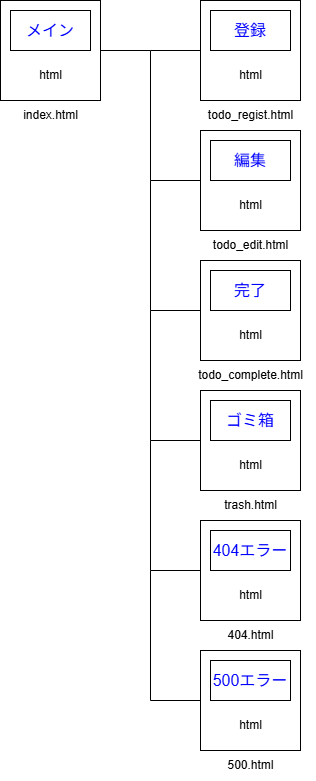 メイン
html
index.html
登録
html
todo_regist.html
編集
html
todo_edit.html
完了
html
todo_complete.html
ゴミ箱
html
trash.html
404エラー
html
404.html
500エラー
html
500.html